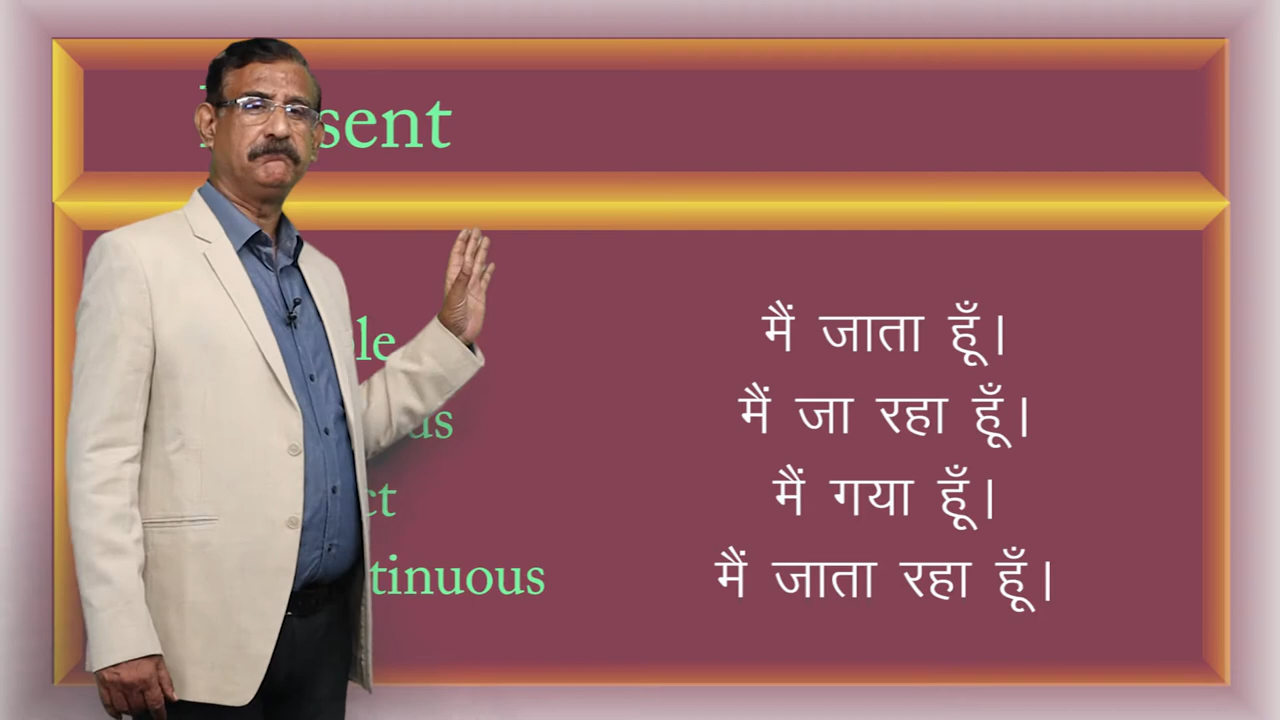 sent
le
us
ct
tinuous
मैं जाता हूँ।
मैं जा रहा हूँ।
मैं गया हूँ।
मैं जाता रहा हूँ।